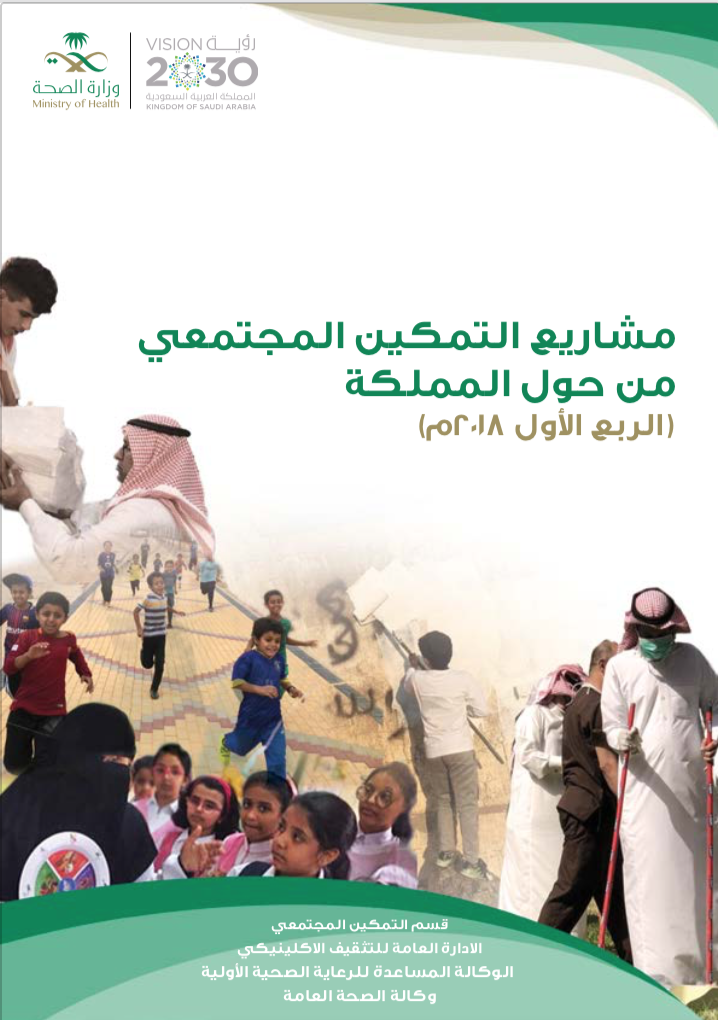 وزارة الصحة
Ministry of Health
VISION رؤيــة
2030
المملكة العربية السعودية
KINGDOM OF SAUDI ARABIA
مشاريع التمكين المجتمعي
من حول المملكة
(الربع الأول ٢٠١٨م)
قسم التمكين المجتمعي
الادارة العامة للتثقيف الاكلينيكي
الوكالة المساعدة للرعاية الصحية الأولية
وكالة الصحة العامة